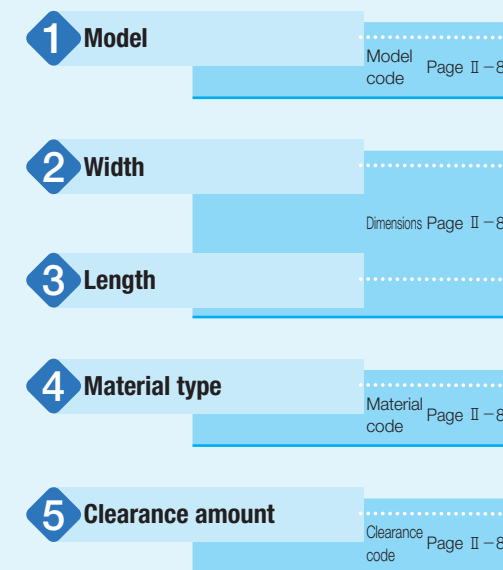 1 Model
Model
code Page Ⅱ－8
2 Width
Dimensions Page Ⅱ－8
3 Length
4 Material type
Material
code Page Ⅱ－8
5 Clearance amount
Clearance
code Page Ⅱ－8